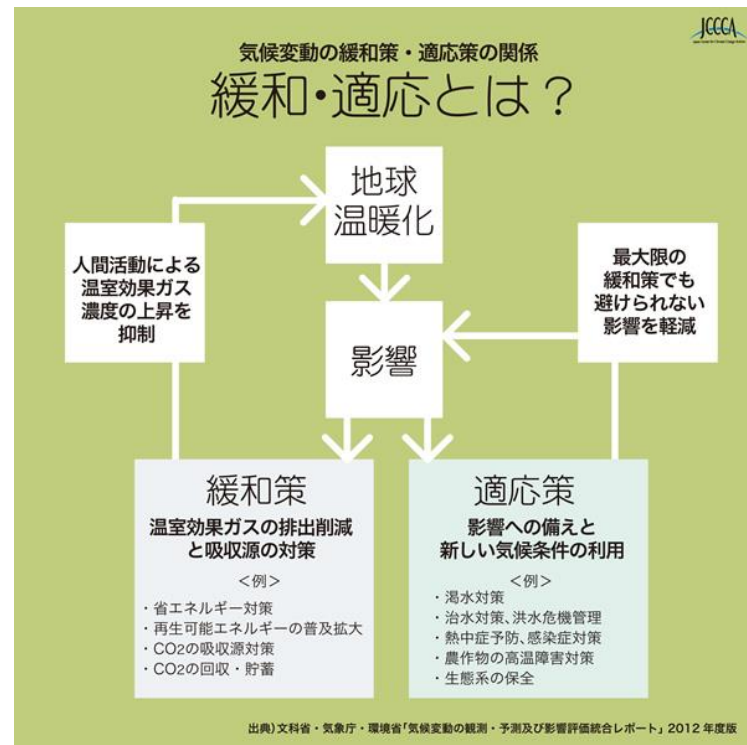 JCCCA
気候変動の緩和策・適応策の関係
緩和・適応とは？
地球
温暖化
人間活動による
温室効果ガス
濃度の上昇を
抑制
最大限の
緩和策でも
避けられない
影響を軽減
影響
緩和策
温室効果ガスの排出削減
と吸収源の対策
＜例＞
・省エネルギー対策
・再生可能エネルギーの普及拡大
・CO2の吸収源対策
・CO2の回収・貯蓄
適応策
影響への備えと
新しい気候条件の利用
＜例＞
・渇水対策
・治水対策、洪水危機管理
・熱中症予防、感染症対策
・農作物の高温障害対策
・生態系の保全
出典）文科省・気象庁・環境省「気候変動の観測・予測及び影響評価統合レポート」2012年度版